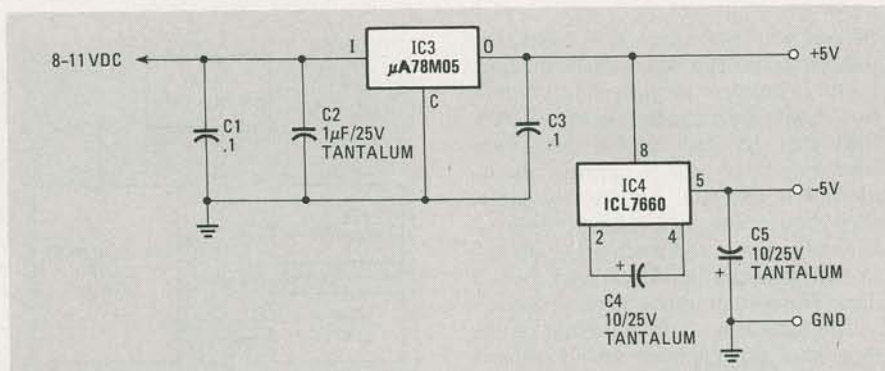 8-11VDC
I
IC3
µA78M05
O
C
+5V
C1
.1
C2
1µF/25V
TANTALUM
C3
.1
8
IC4
ICL7660
5
-5V
2
4
+
C4
10/25V
TANTALUM
C5
10/25V
+ TANTALUM
GND